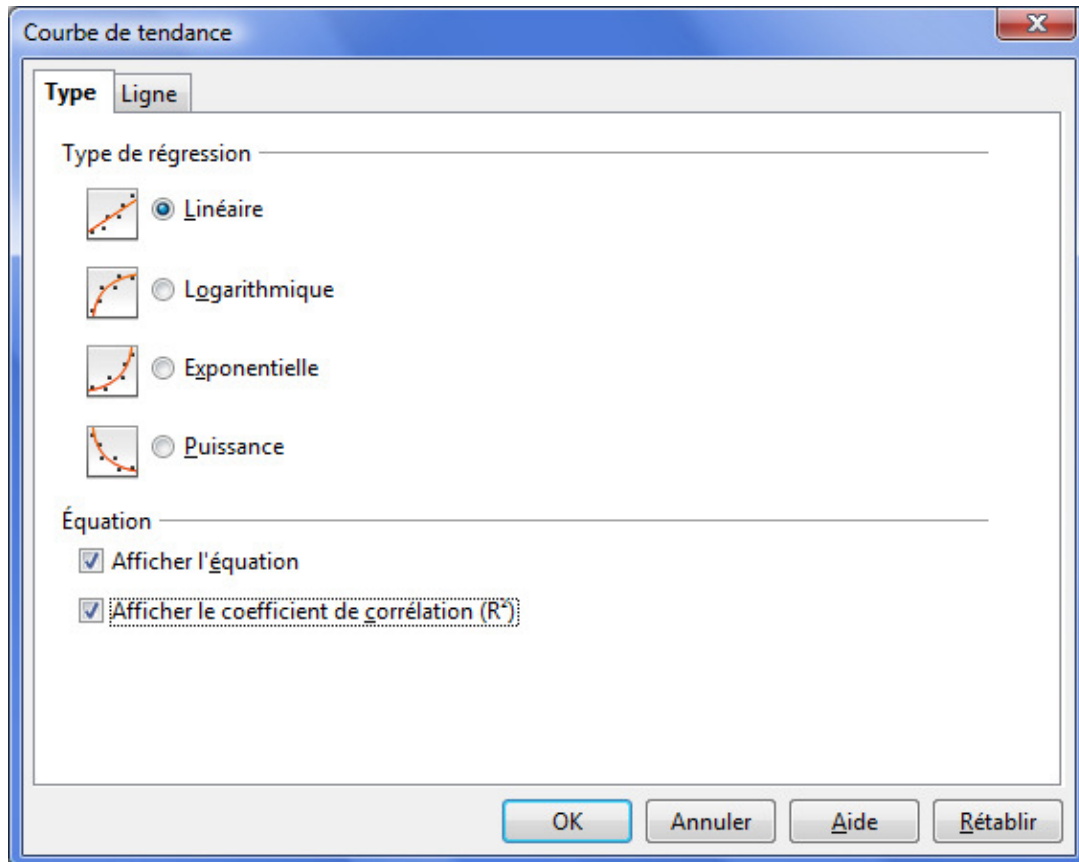 Courbe de tendance
Type Ligne
Type de régression
Linéaire
Logarithmique
Exponentielle
Puissance
Équation
Afficher l'équation
Afficher le coefficient de corrélation (R²)
OK Annuler Aide Rétablir